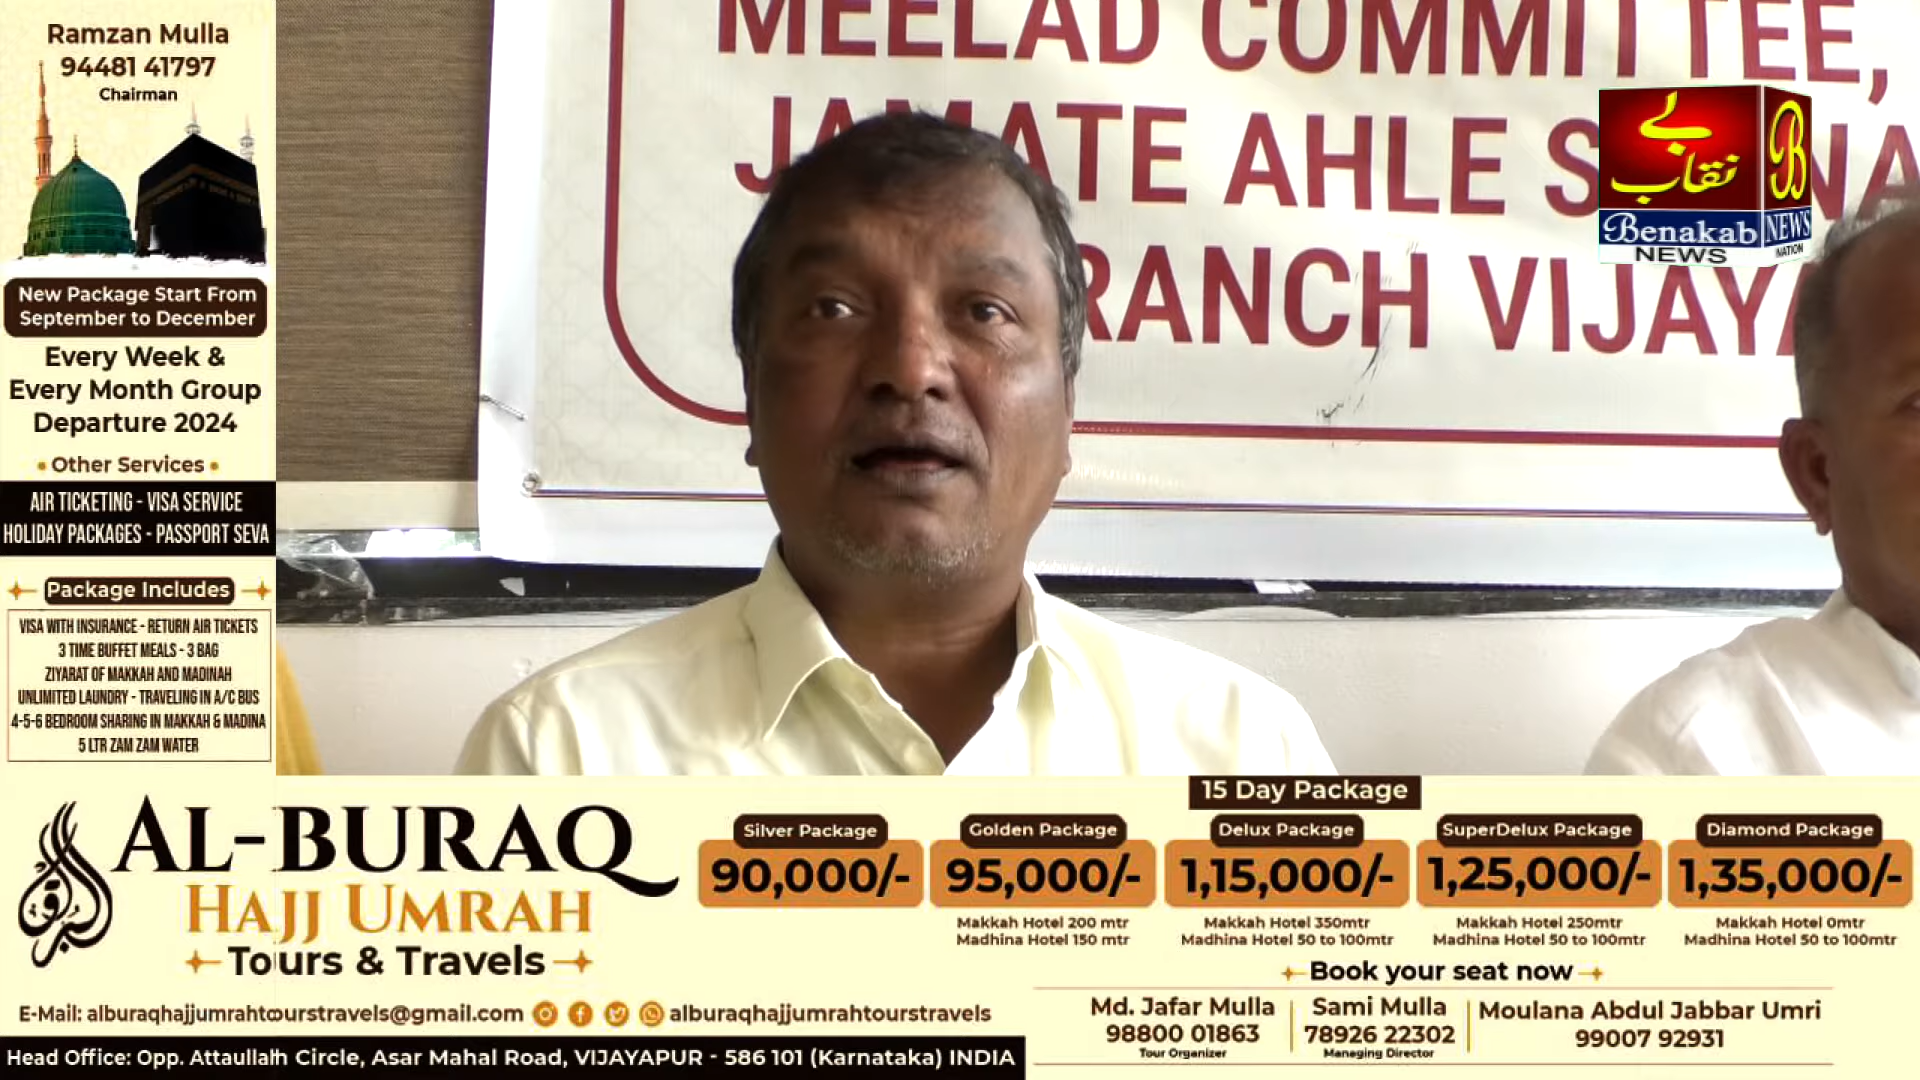 Ramzan Mulla
94481 41797
Chairman
New Package Start From
September to December
Every Week &
Every Month Group
Departure 2024
• Other Services •
AIR TICKETING - VISA SERVICE
HOLIDAY PACKAGES - PASSPORT SEVA
Package Includes
VISA WITH INSURANCE - RETURN AIR TICKETS
3 TIME BUFFET MEALS - 3 BAG
ZIYARAT OF MAKKAH AND MADINAH
UNLIMITED LAUNDRY - TRAVELING IN A/C BUS
4-5-6 BEDROOM SHARING IN MAKKAH & MADINA
5 LTR ZAM ZAM WATER
MEELAD COMMITTEE,
AHLE
VIJAYA
بے
نقاب
B
Benakab
NEWS
NEWS
NATION
البراق
AL-BURAQ
HAJJ UMRAH
Tours & Travels
E-Mail: alburaqhajjumrahtourstravels@gmail.com
alburaqhajjumrahtourstravels
Head Office: Opp. Attaullah Circle, Asar Mahal Road, VIJAYAPUR - 586 101 (Karnataka) INDIA
15 Day Package
Silver Package
90,000/-
Golden Package
95,000/-
Makkah Hotel 200 mtr
Madhina Hotel 150 mtr
Delux Package
1,15,000/-
Makkah Hotel 350mtr
Madhina Hotel 50 to 100mtr
SuperDelux Package
1,25,000/-
Makkah Hotel 250mtr
Madhina Hotel 50 to 100mtr
Diamond Package
1,35,000/-
Makkah Hotel 0mtr
Madhina Hotel 50 to 100mtr
Book your seat now
Md. Jafar Mulla
98800 01863
Tour Organizer
Sami Mulla
78926 22302
Managing Director
Moulana Abdul Jabbar Umri
99007 92931